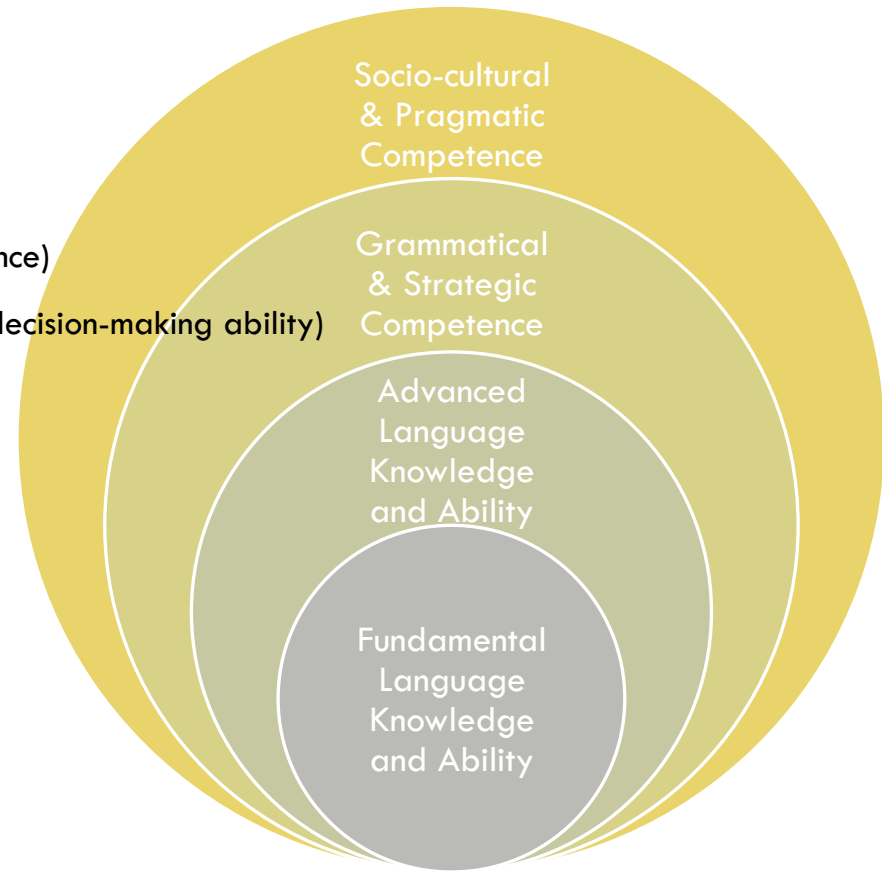 Socio-cultural
& Pragmatic
Competence
nce)
Grammatical
& Strategic
Competence
decision-making ability)
Advanced
Language
Knowledge
and Ability
Fundamental
Language
Knowledge
and Ability